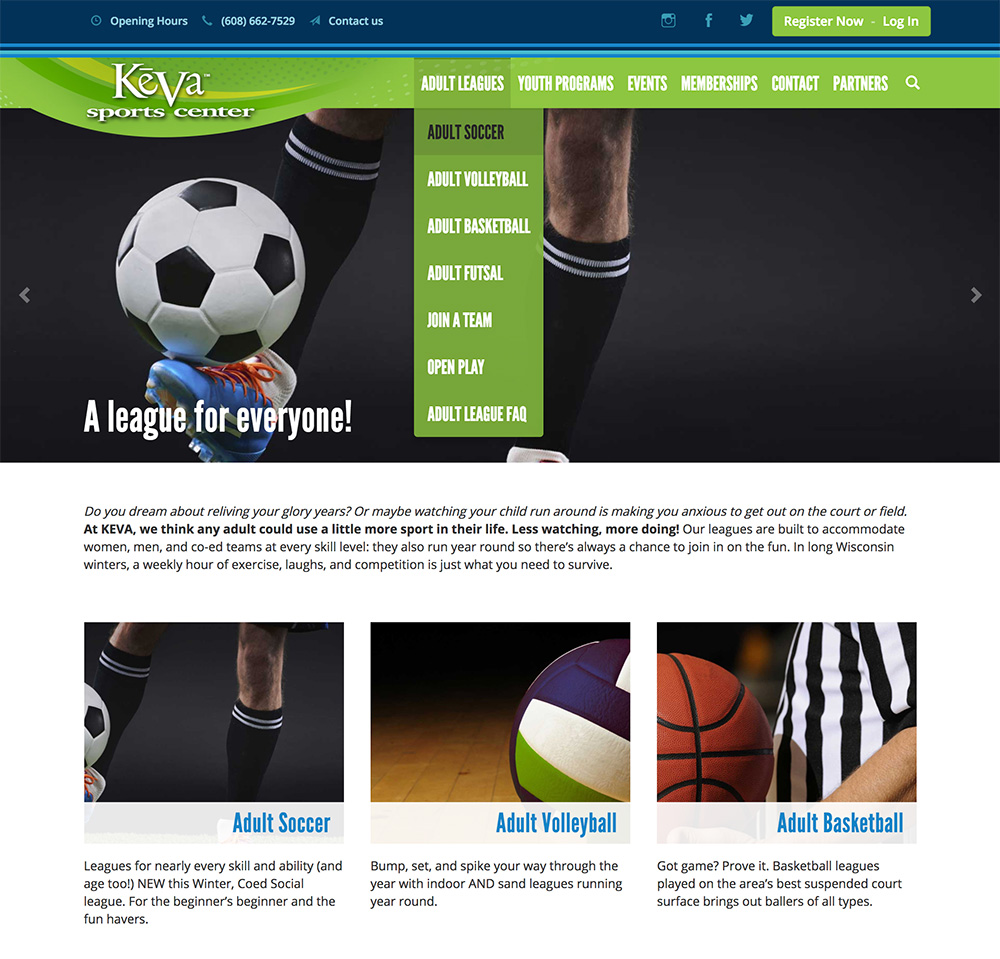 Opening Hours (608) 662-7529 Contact us Register Now - Log In
KēVa™
sports center
ADULT LEAGUES YOUTH PROGRAMS EVENTS MEMBERSHIPS CONTACT PARTNERS
ADULT SOCCER
ADULT VOLLEYBALL
ADULT BASKETBALL
ADULT FUTSAL
JOIN A TEAM
OPEN PLAY
ADULT LEAGUE FAQ
A league for everyone!
Do you dream about reliving your glory years? Or maybe watching your child run around is making you anxious to get out on the court or field.
At KEVA, we think any adult could use a little more sport in their life. Less watching, more doing! Our leagues are built to accommodate
women, men, and co-ed teams at every skill level: they also run year round so there's always a chance to join in on the fun. In long Wisconsin
winters, a weekly hour of exercise, laughs, and competition is just what you need to survive.
Adult Soccer
Leagues for nearly every skill and ability (and
age too!) NEW this Winter, Coed Social
league. For the beginner's beginner and the
fun havers.
Adult Volleyball
Bump, set, and spike your way through the
year with indoor AND sand leagues running
year round.
Adult Basketball
Got game? Prove it. Basketball leagues
played on the area's best suspended court
surface brings out ballers of all types.